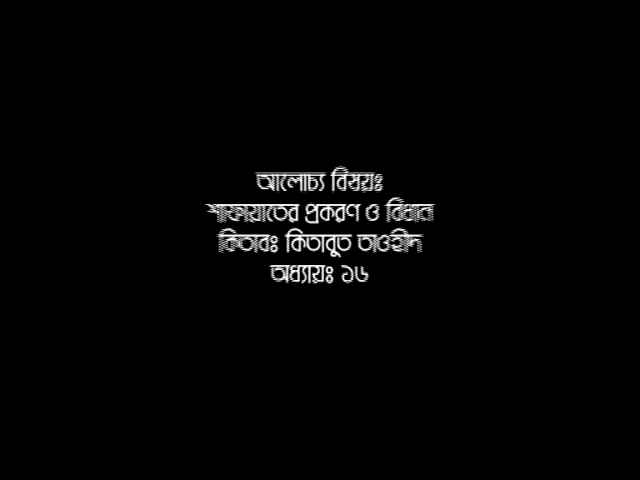 আলোচ্য বিষয়ঃ
শাফায়াতের প্রকরণ ও বিধান
কিতাবঃ কিতাবুত তাওহীদ
অধ্যায়ঃ ১৬